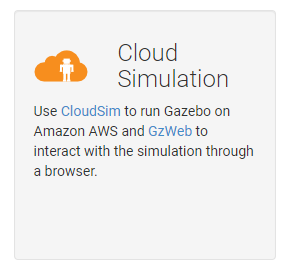 Cloud
Simulation
Use CloudSim to run Gazebo on
Amazon AWS and GzWeb to
interact with the simulation through
a browser.